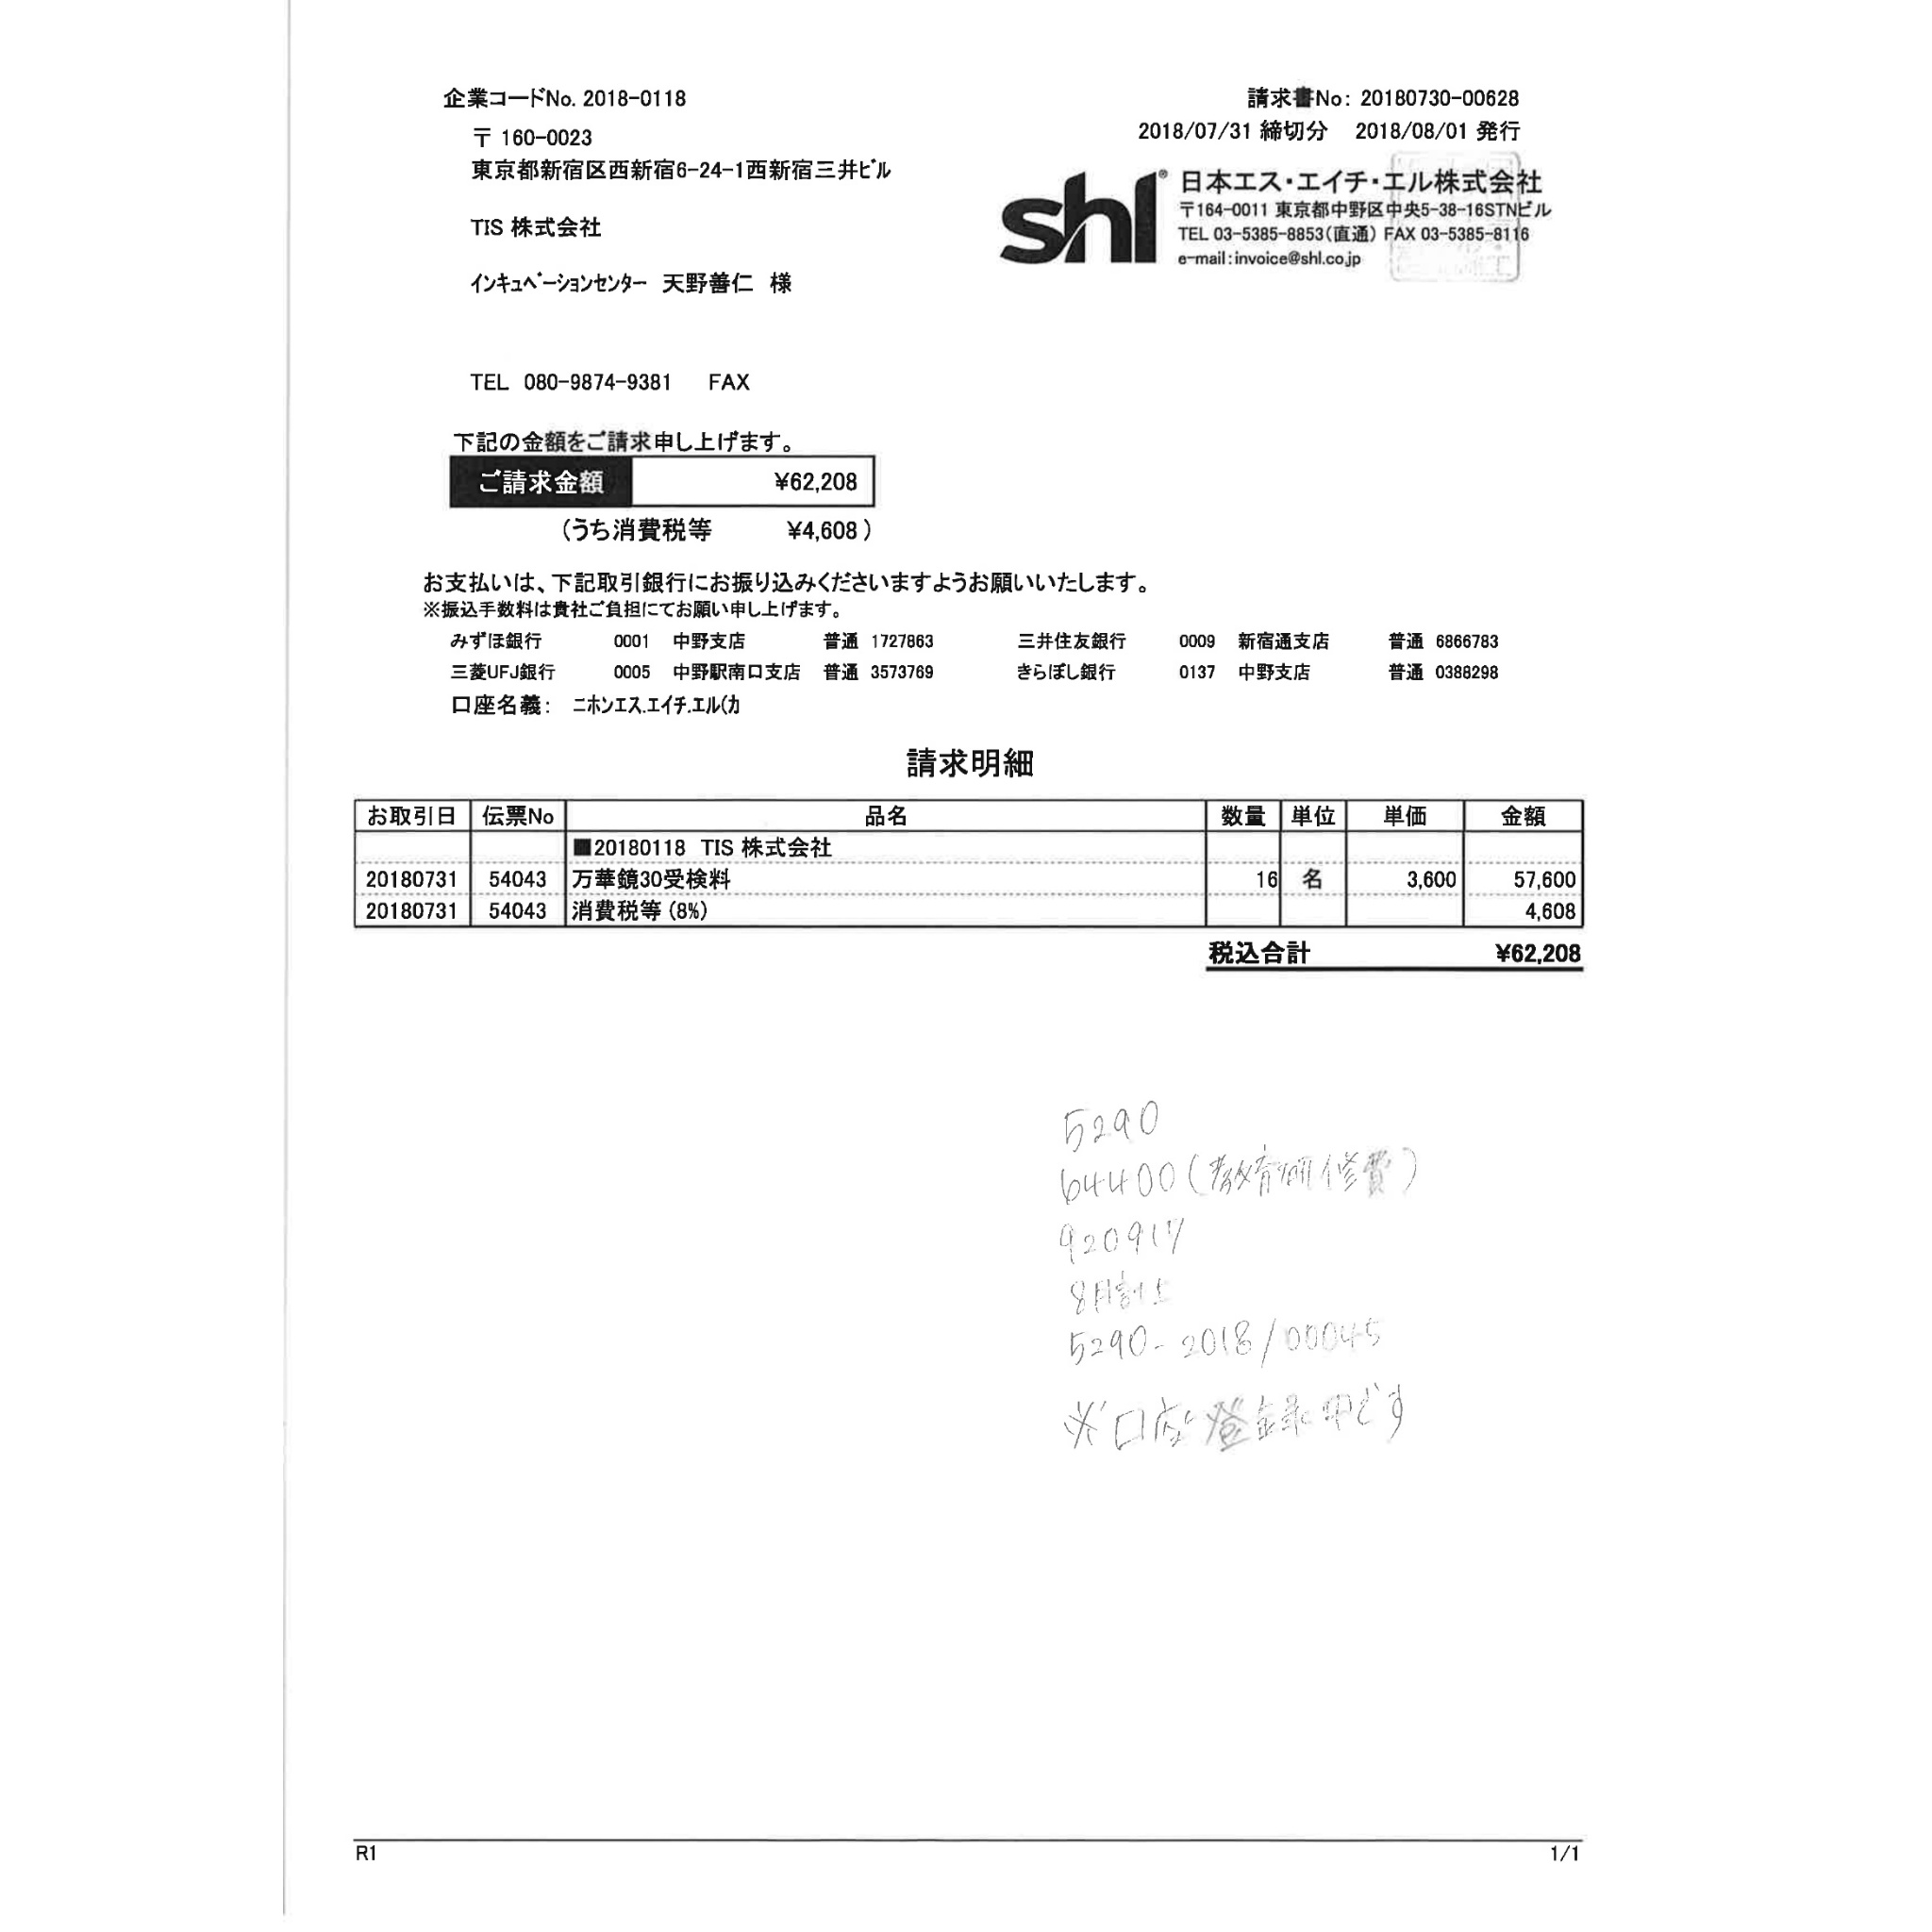 企業コードNo. 2018-0118
〒 160-0023
東京都新宿区西新宿6-24-1西新宿三井ビル
TIS 株式会社
インキュベーションセンター 天野善仁 様
TEL 080-9874-9381 FAX
請求書No: 20180730-00628
2018/07/31 締切分 2018/08/01 発行
shl®
日本エス・エイチ・エル株式会社
〒164-0011 東京都中野区中央5-38-16STNビル
TEL 03-5385-8853(直通) FAX 03-5385-8116
e-mail:invoice@shl.co.jp
下記の金額をご請求申し上げます。
ご請求金額 ¥62,208
(うち消費税等 ¥4,608)
お支払いは、下記取引銀行にお振り込みくださいますようお願いいたします。
※振込手数料は貴社ご負担にてお願い申し上げます。
みずほ銀行 0001 中野支店 普通 1727863 三井住友銀行 0009 新宿通支店 普通 6866783
三菱UFJ銀行 0005 中野駅南口支店 普通 3573769 きらぼし銀行 0137 中野支店 普通 0388298
口座名義: ニホンエス.エイチ.エル(カ
請求明細
お取引日 伝票No 品名 数量 単位 単価 金額
■20180118 TIS 株式会社
20180731 54043 万華鏡30受検料 16 名 3,600 57,600
20180731 54043 消費税等(8%) 4,608
税込合計 ¥62,208
5290
64400(教育研修費)
920917
8月計上
5290-2018/00045
※口座登録中です
R1 1/1